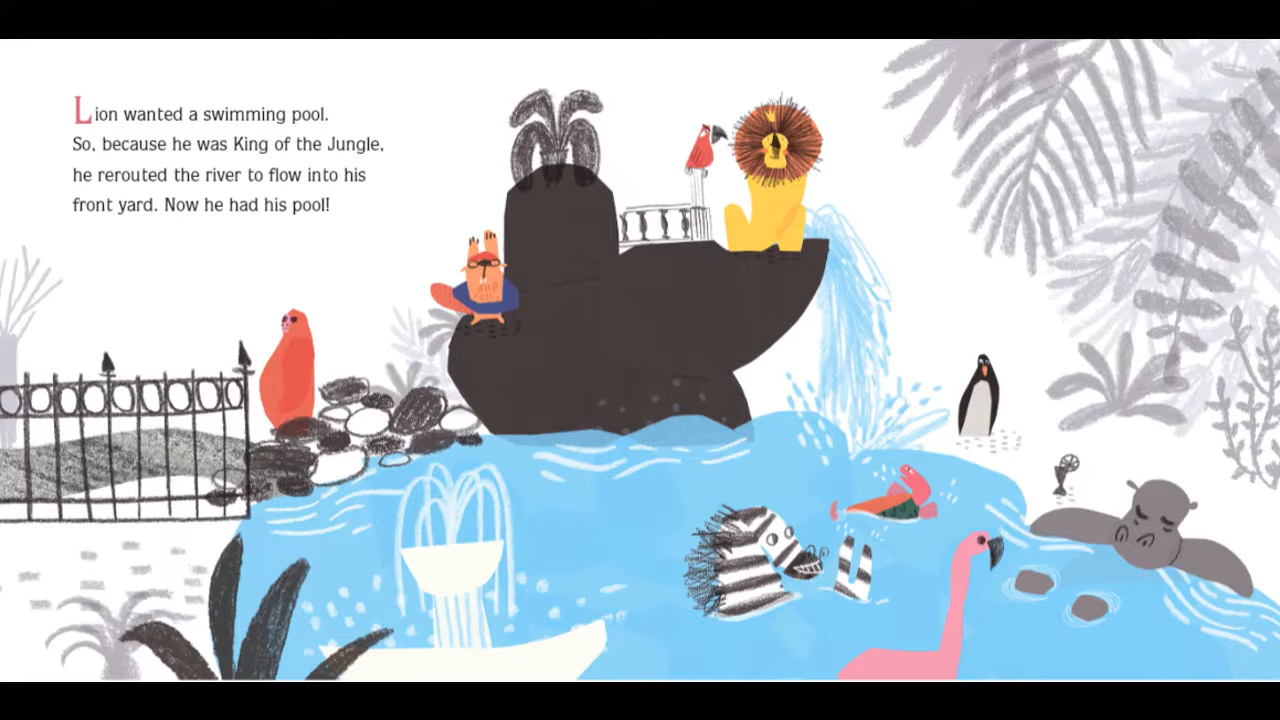 Lion wanted a swimming pool.
So, because he was King of the Jungle,
he rerouted the river to flow into his
front yard. Now he had his pool!